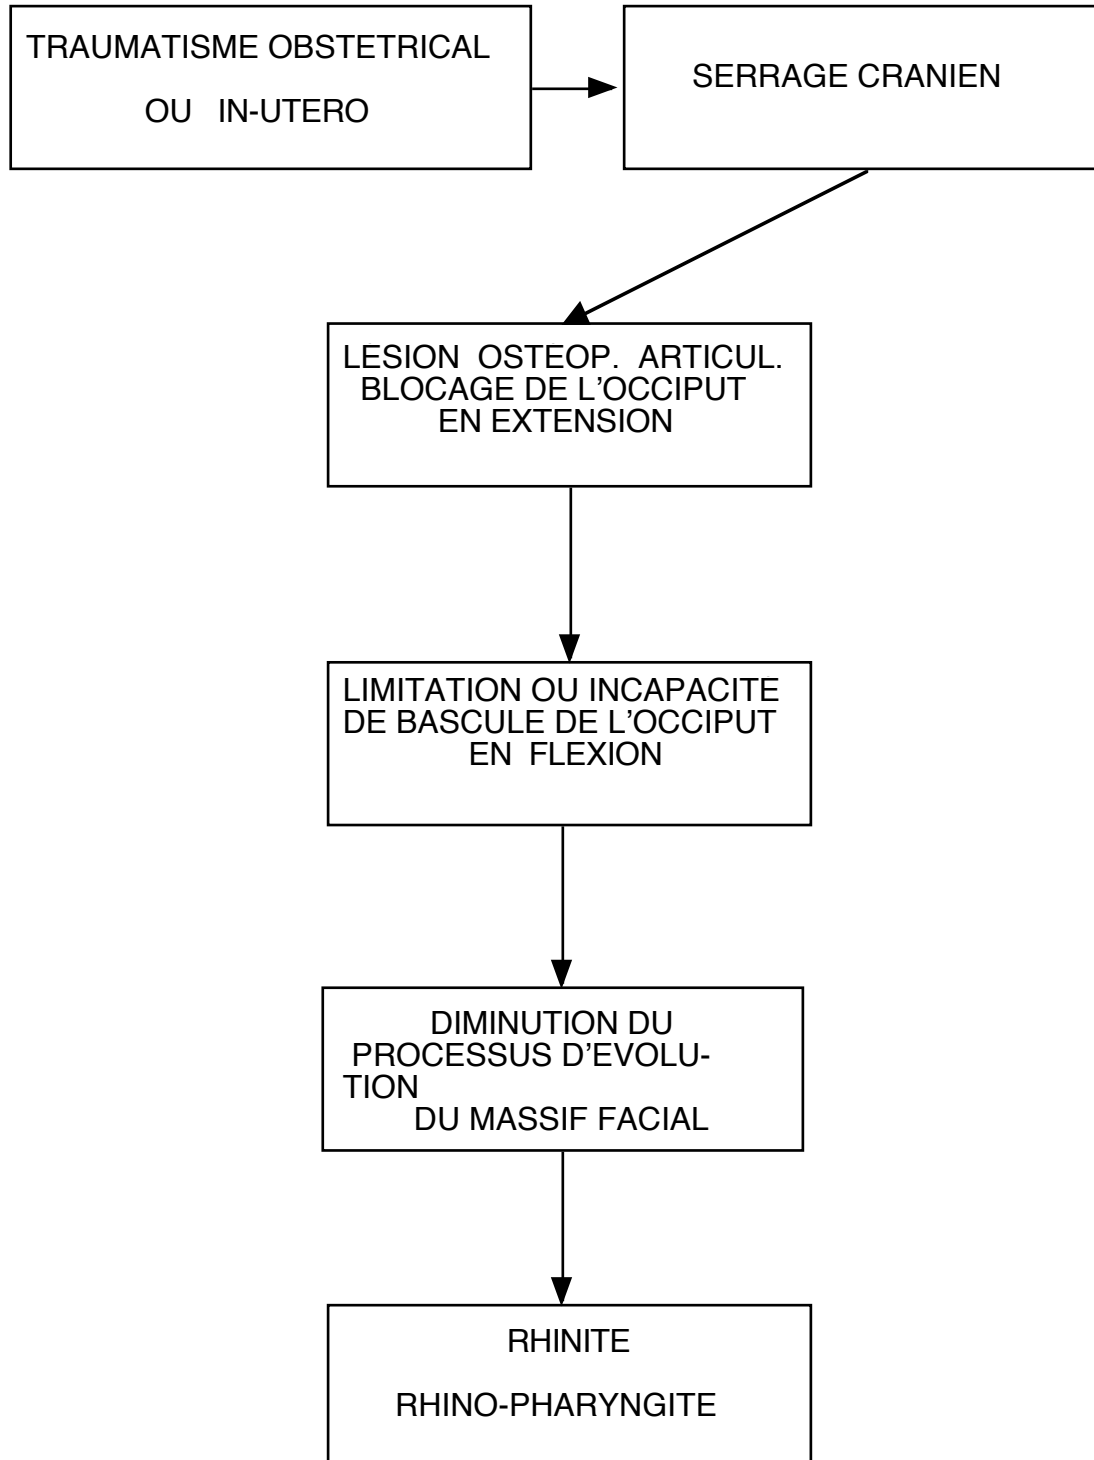 TRAUMATISME OBSTETRICAL
OU IN-UTERO
SERRAGE CRANIEN
LESION OSTEOP. ARTICUL.
BLOCAGE DE L'OCCIPUT
EN EXTENSION
LIMITATION OU INCAPACITE
DE BASCULE DE L'OCCIPUT
EN FLEXION
DIMINUTION DU
PROCESSUS D'EVOLU-
TION
DU MASSIF FACIAL
RHINITE
RHINO-PHARYNGITE